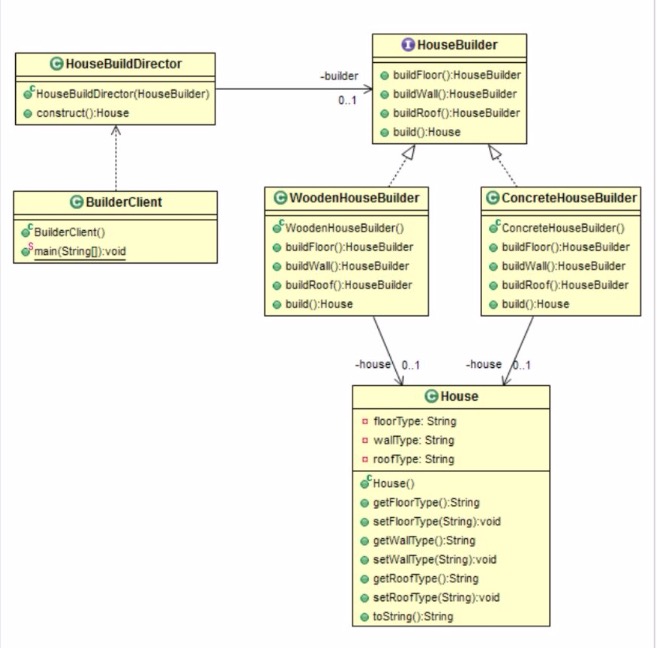 HouseBuildDirector
HouseBuildDirector(HouseBuilder)
construct():House
-builder
0..1
HouseBuilder
buildFloor():HouseBuilder
buildWall():HouseBuilder
buildRoof():HouseBuilder
build():House
BuilderClient
BuilderClient()
main(String[]):void
WoodenHouseBuilder
WoodenHouseBuilder()
buildFloor():HouseBuilder
buildWall():HouseBuilder
buildRoof():HouseBuilder
build():House
ConcreteHouseBuilder
ConcreteHouseBuilder()
buildFloor():HouseBuilder
buildWall():HouseBuilder
buildRoof():HouseBuilder
build():House
-house 0..1
-house 0..1
House
floorType: String
wallType: String
roofType: String
House()
getFloorType():String
setFloorType(String):void
getWallType():String
setWallType(String):void
getRoofType():String
setRoofType(String):void
toString():String